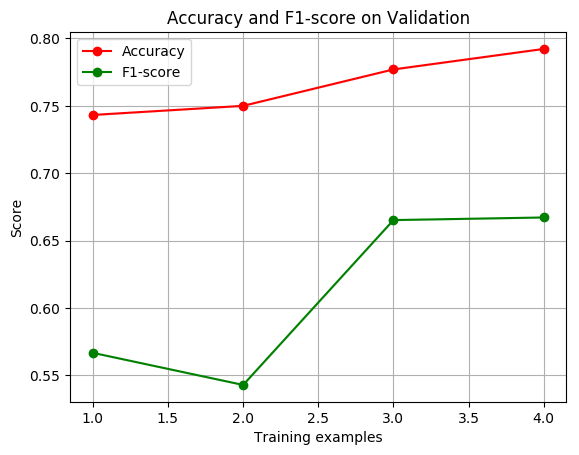 Accuracy and F1-score on Validation
Accuracy
F1-score
0.80
0.75
0.70
0.65
0.60
0.55
Score
1.0 1.5 2.0 2.5 3.0 3.5 4.0
Training examples